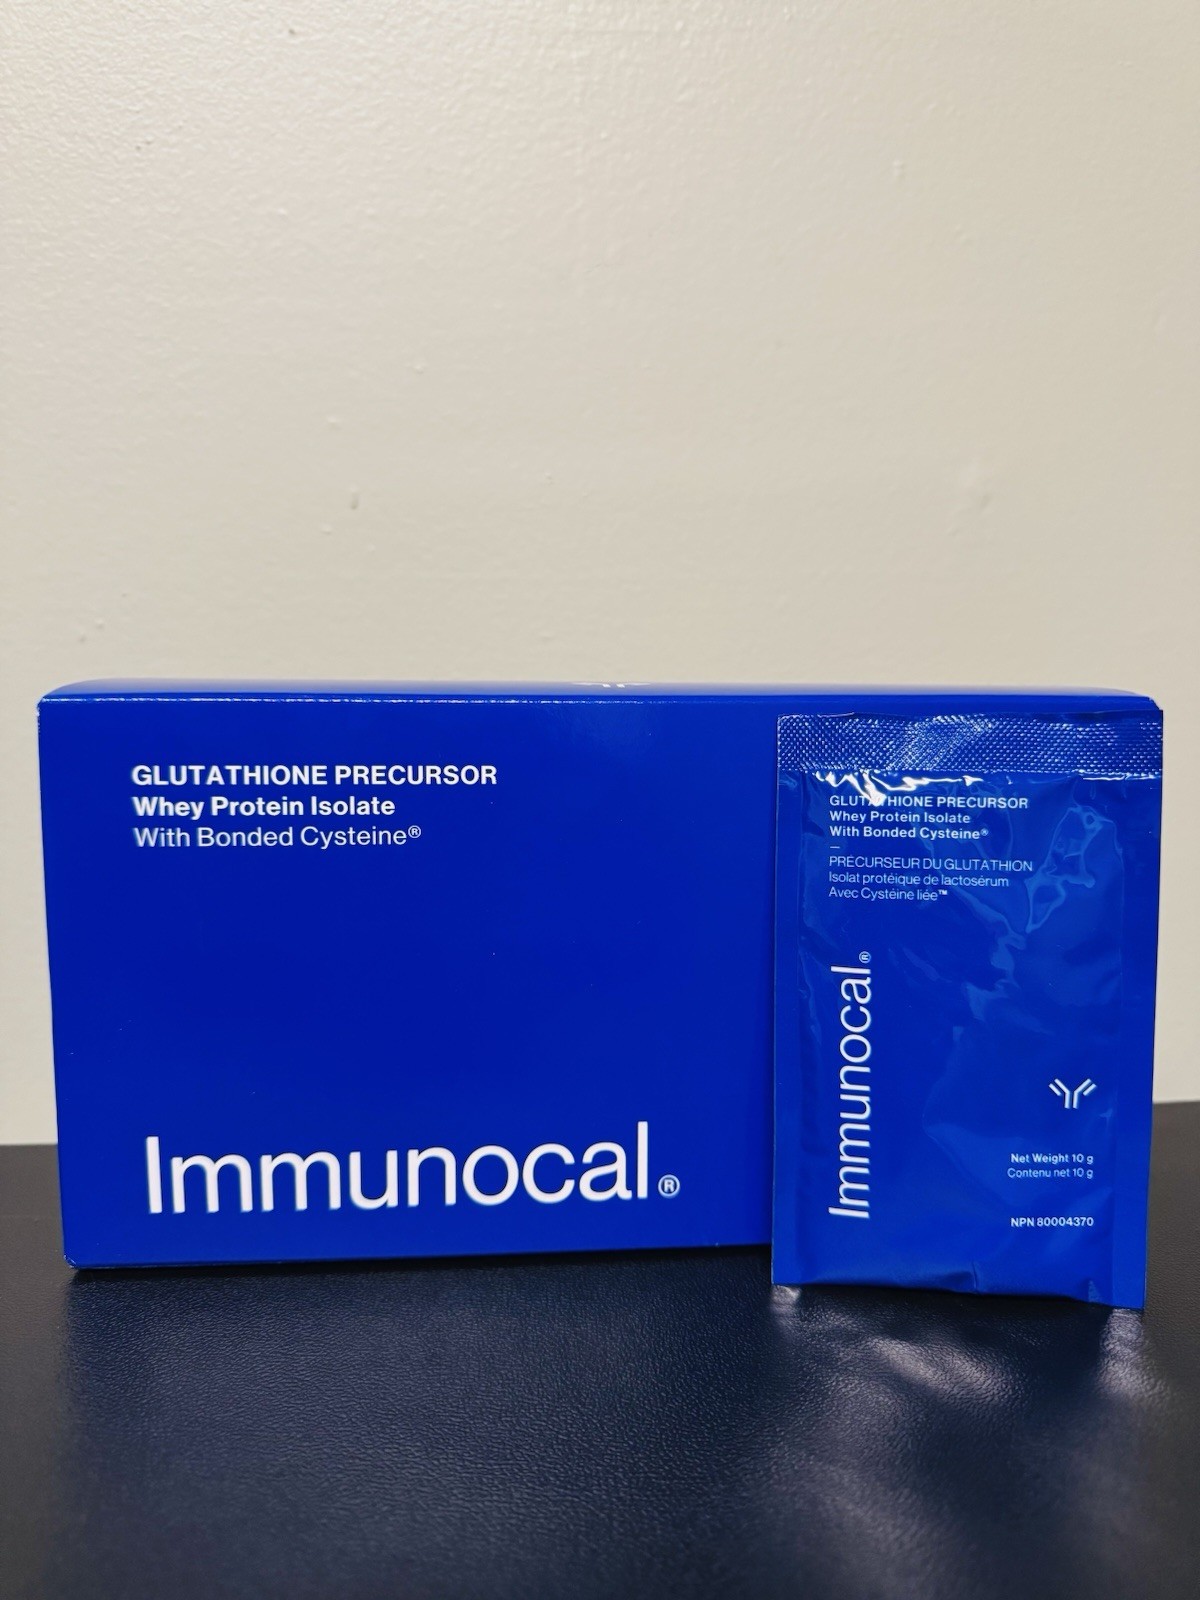 GLUTATHIONE PRECURSOR
Whey Protein Isolate
With Bonded Cysteine®
Immunocal®
GLUTATHIONE PRECURSOR
Whey Protein Isolate
With Bonded Cysteine®
—
PRÉCURSEUR DU GLUTATHION
Isolat protéique de lactosérum
Avec Cystéine liée™
Immunocal®
Net Weight 10 g
Contenu net 10 g
NPN 80004370